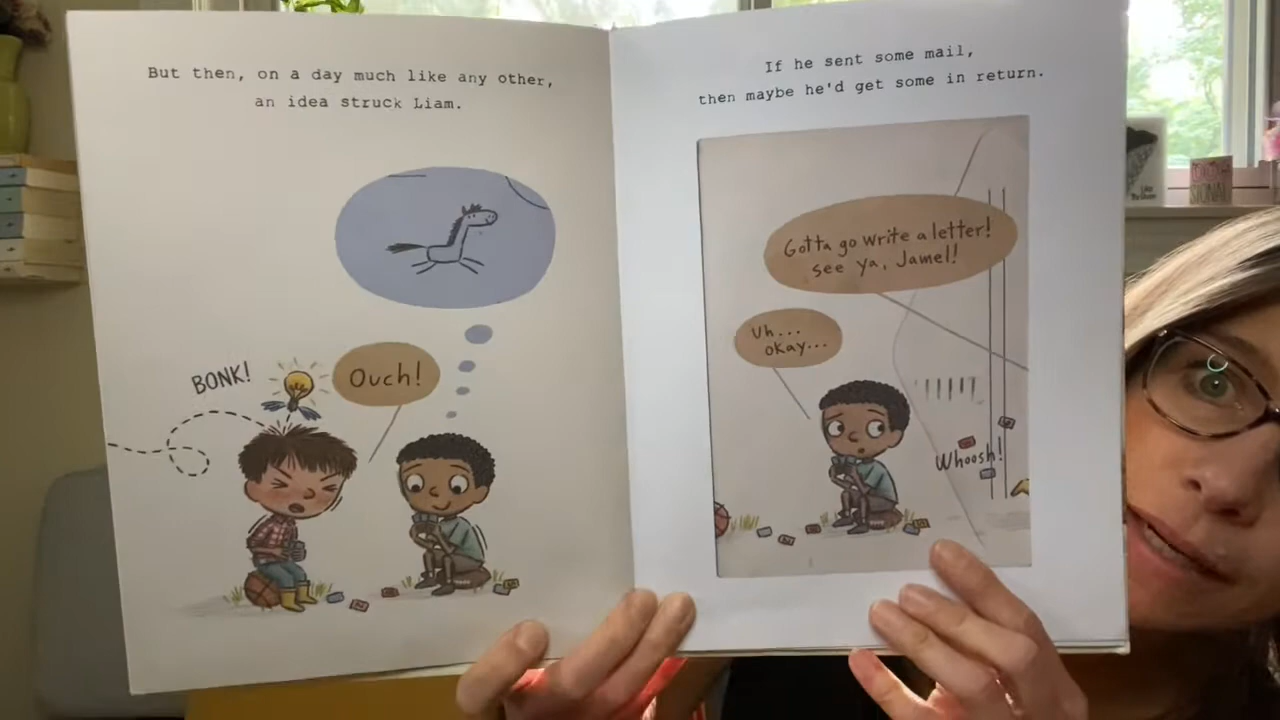 But then, on a day much like any other,
an idea struck Liam.
BONK!
Ouch!
If he sent some mail,
then maybe he'd get some in return.
Gotta go write a letter!
see ya, Jamel!
Uh...
okay...
Whoosh!